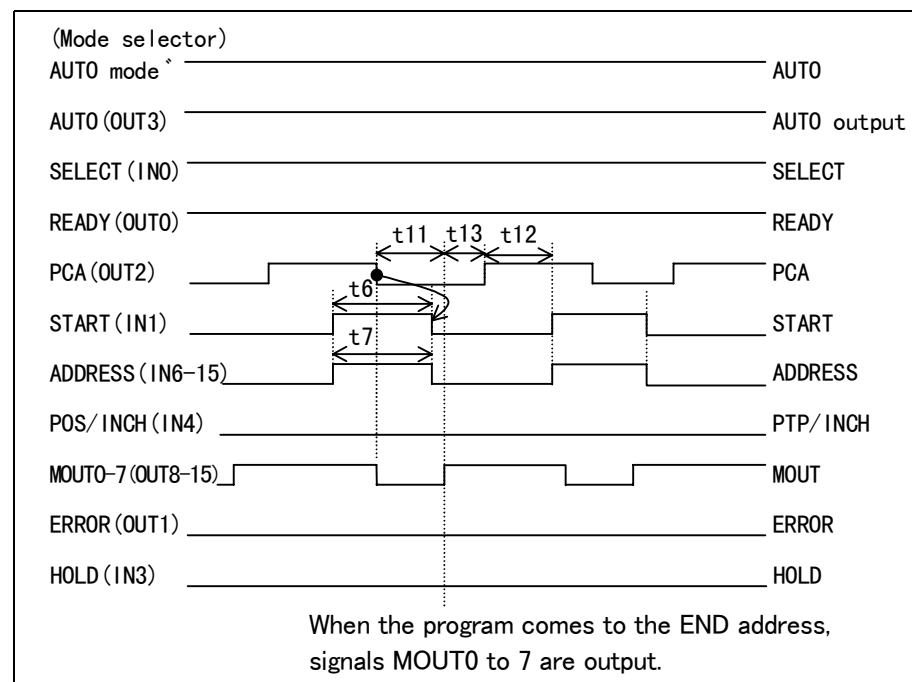 (Mode selector)
AUTO mode ﾞ AUTO
AUTO(OUT3) AUTO output
SELECT(IN0) SELECT
READY(OUT0) READY
t11 t13 t12
PCA(OUT2) PCA
t6
START(IN1) START
t7
ADDRESS(IN6-15) ADDRESS
POS/INCH(IN4) PTP/INCH
MOUT0-7(OUT8-15) MOUT
ERROR(OUT1) ERROR
HOLD(IN3) HOLD
When the program comes to the END address,
signals MOUT0 to 7 are output.